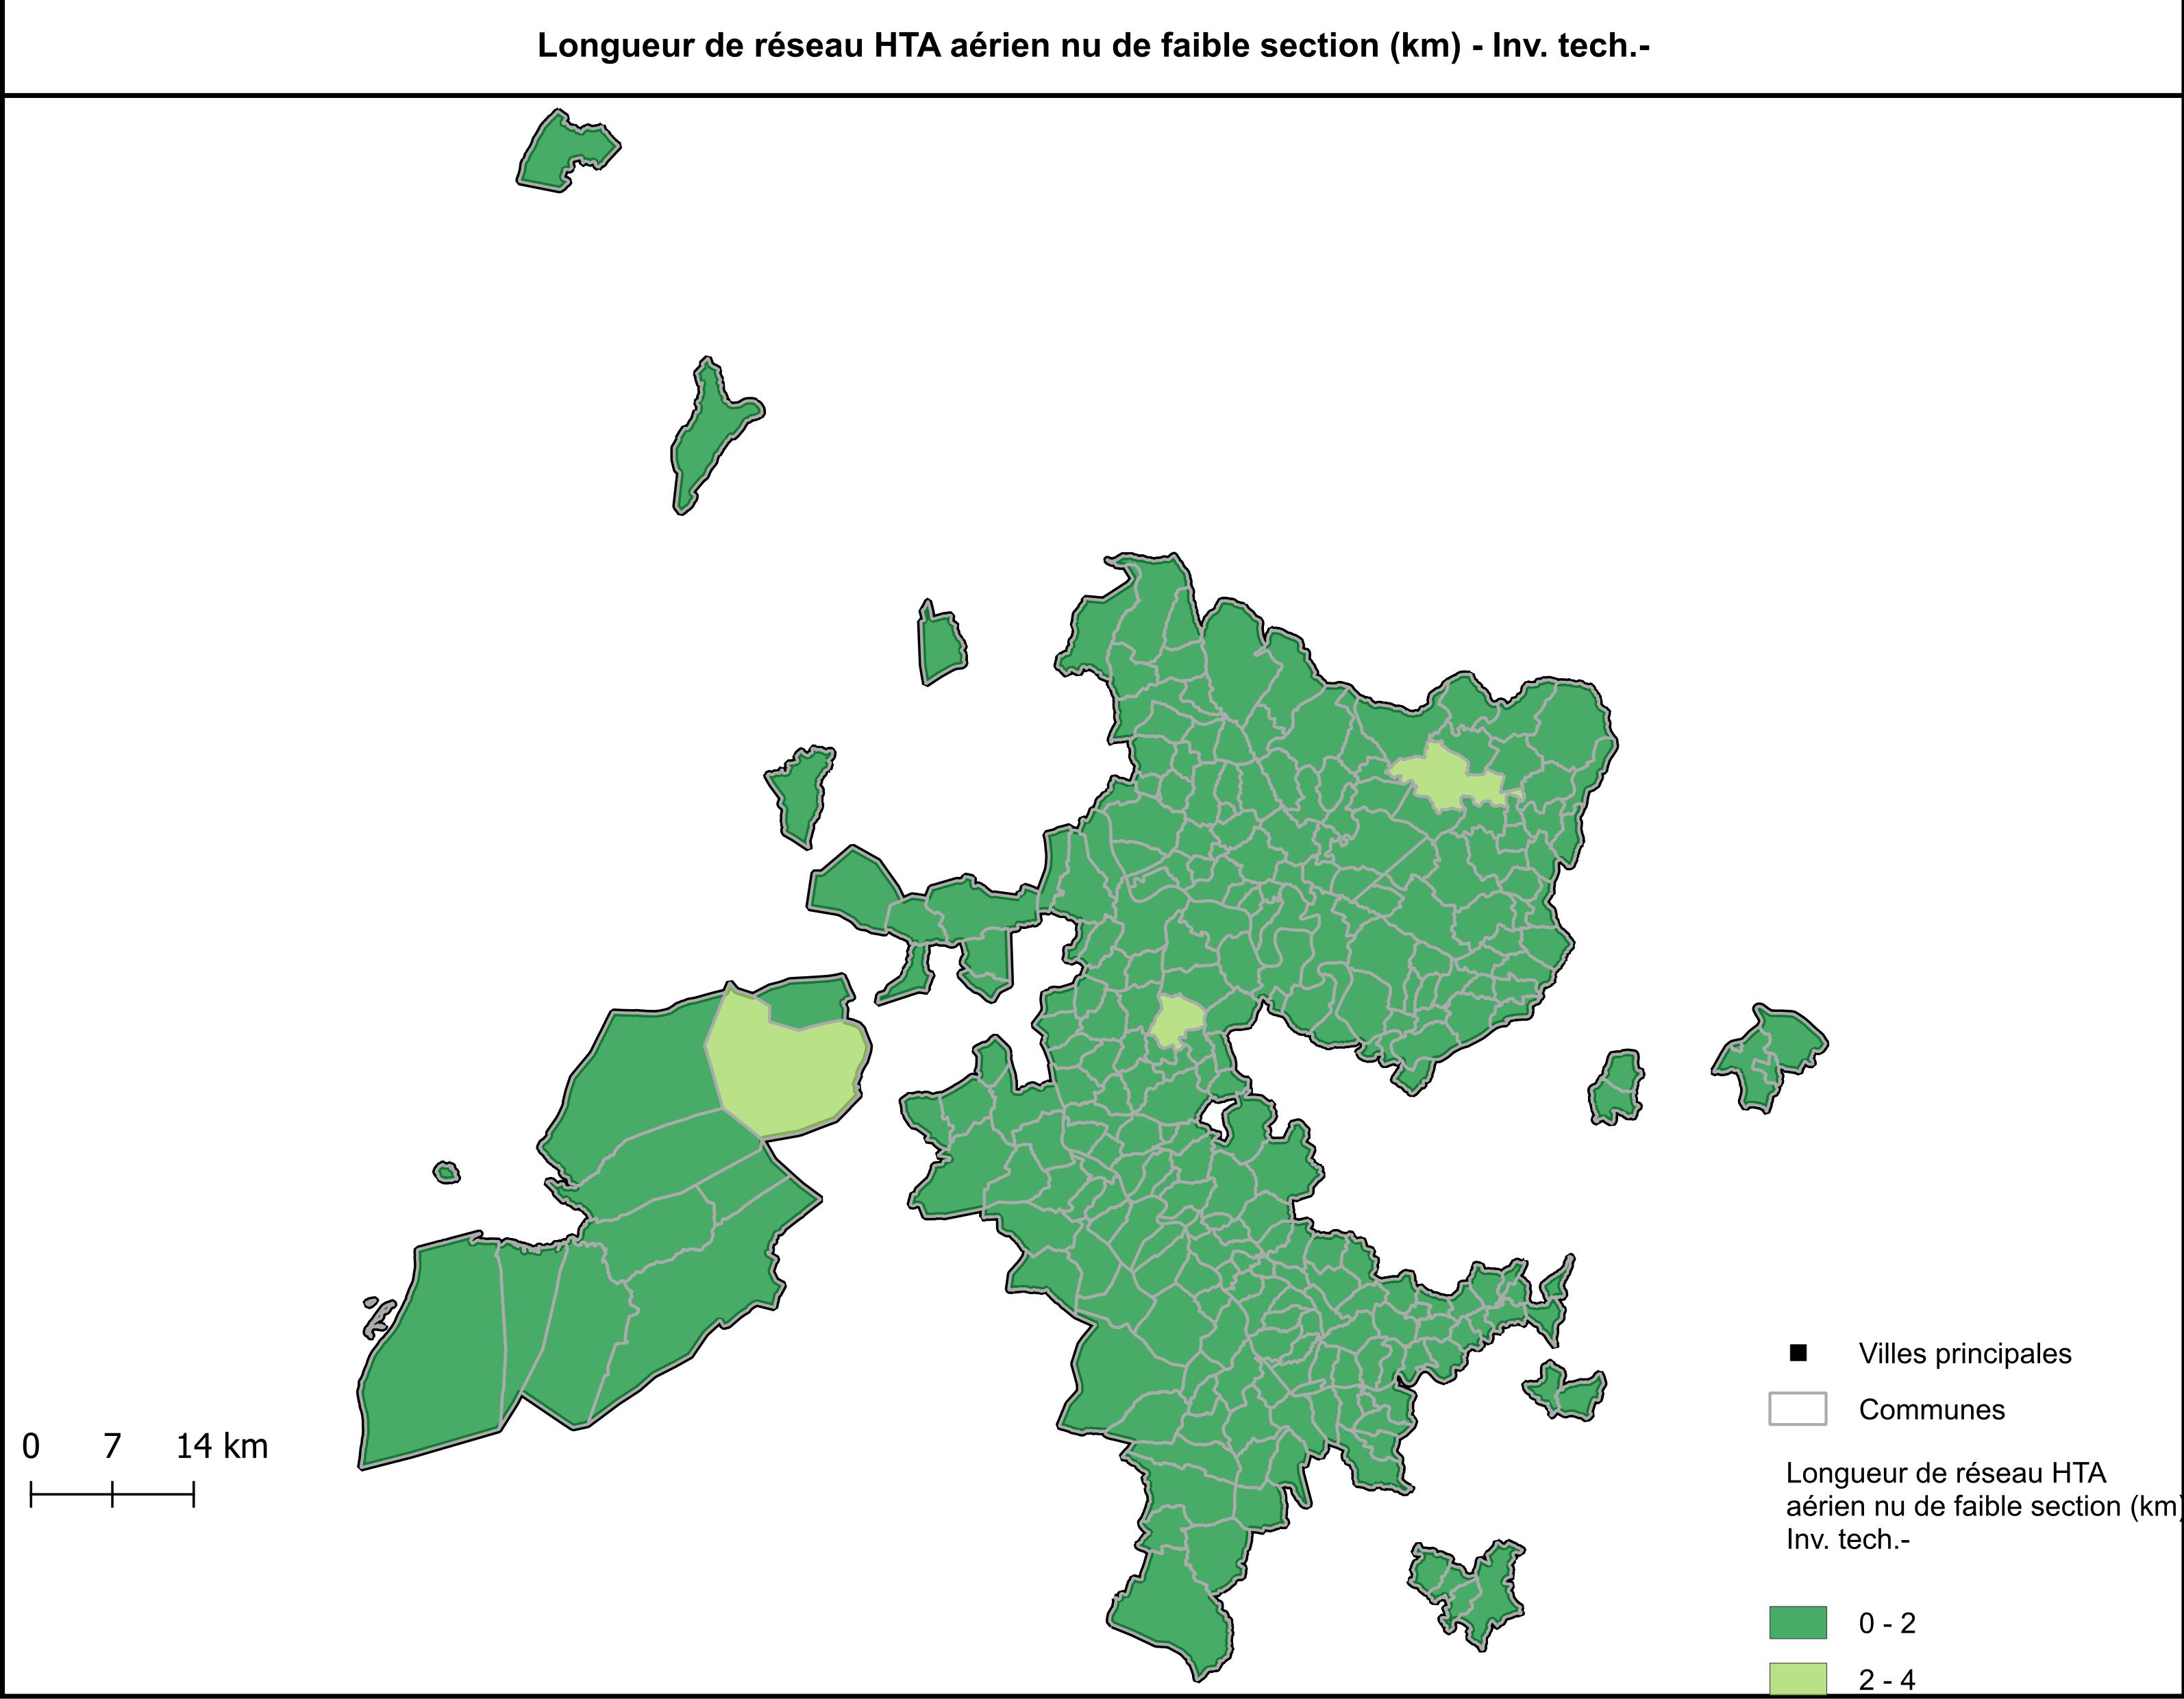 Longueur de réseau HTA aérien nu de faible section (km) - Inv. tech.-
0 7 14 km
Villes principales
Communes
Longueur de réseau HTA
aérien nu de faible section (km)
Inv. tech.-
0 - 2
2 - 4